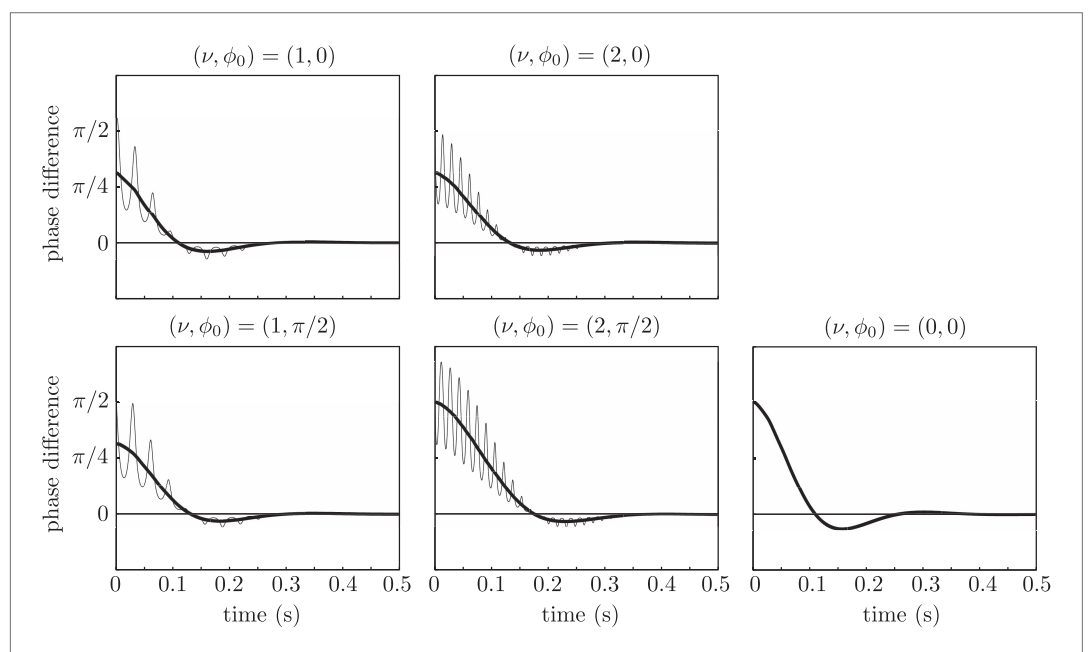 (ν, ϕ₀) = (1, 0)
(ν, ϕ₀) = (2, 0)
phase difference
π/2
π/4
0
(ν, ϕ₀) = (1, π/2)
(ν, ϕ₀) = (2, π/2)
(ν, ϕ₀) = (0, 0)
phase difference
π/2
π/4
0
0 0.1 0.2 0.3 0.4 0.5
0 0.1 0.2 0.3 0.4 0.5
0 0.1 0.2 0.3 0.4 0.5
time (s)
time (s)
time (s)